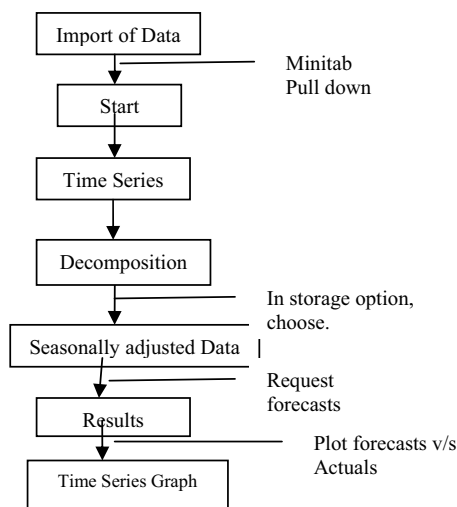 Import of Data
Minitab
Pull down
Start
Time Series
Decomposition
In storage option,
choose.
Seasonally adjusted Data
Request
forecasts
Results
Plot forecasts v/s
Actuals
Time Series Graph